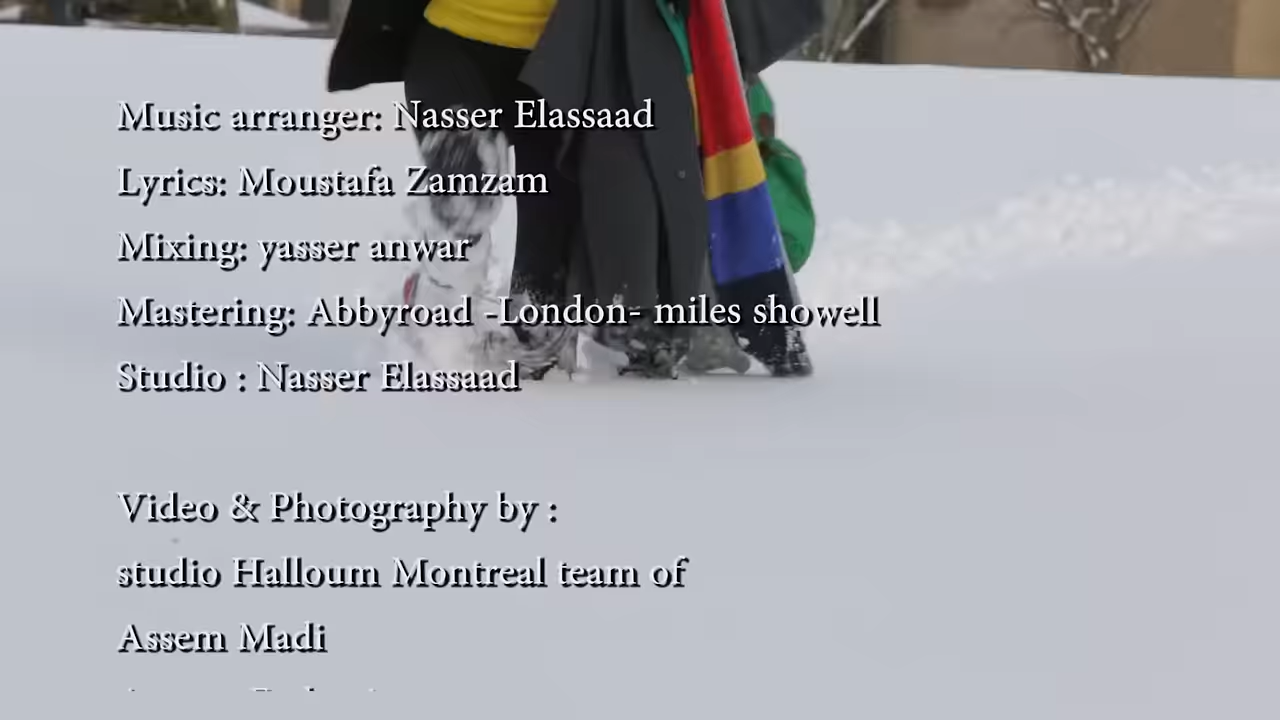 Music arranger: Nasser Elassaad
Lyrics: Moustafa Zamzam
Mixing: yasser anwar
Mastering: Abbyroad -London- miles showell
Studio : Nasser Elassaad
Video & Photography by :
studio Halloum Montreal team of
Assem Madi